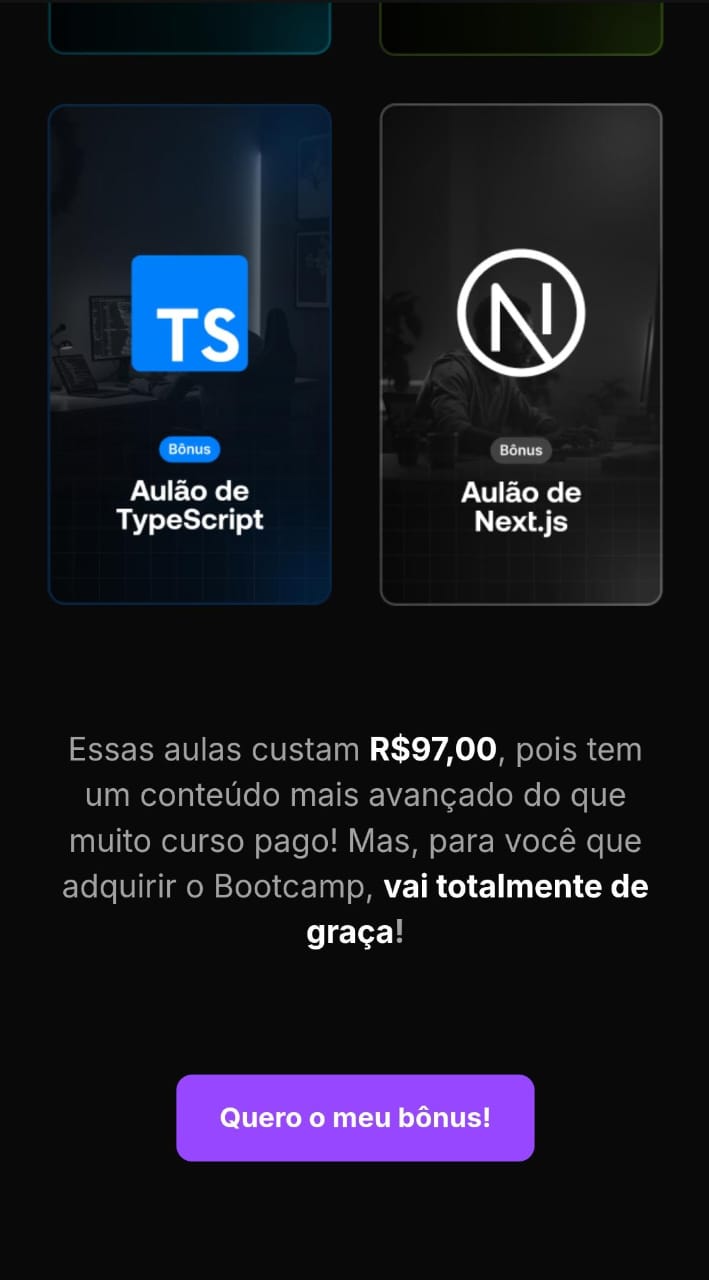 TS
N
Bônus
Bônus
Aulão de
TypeScript
Aulão de
Next.js
Essas aulas custam R$97,00, pois tem
um conteúdo mais avançado do que
muito curso pago! Mas, para você que
adquirir o Bootcamp, vai totalmente de
graça!
Quero o meu bônus!